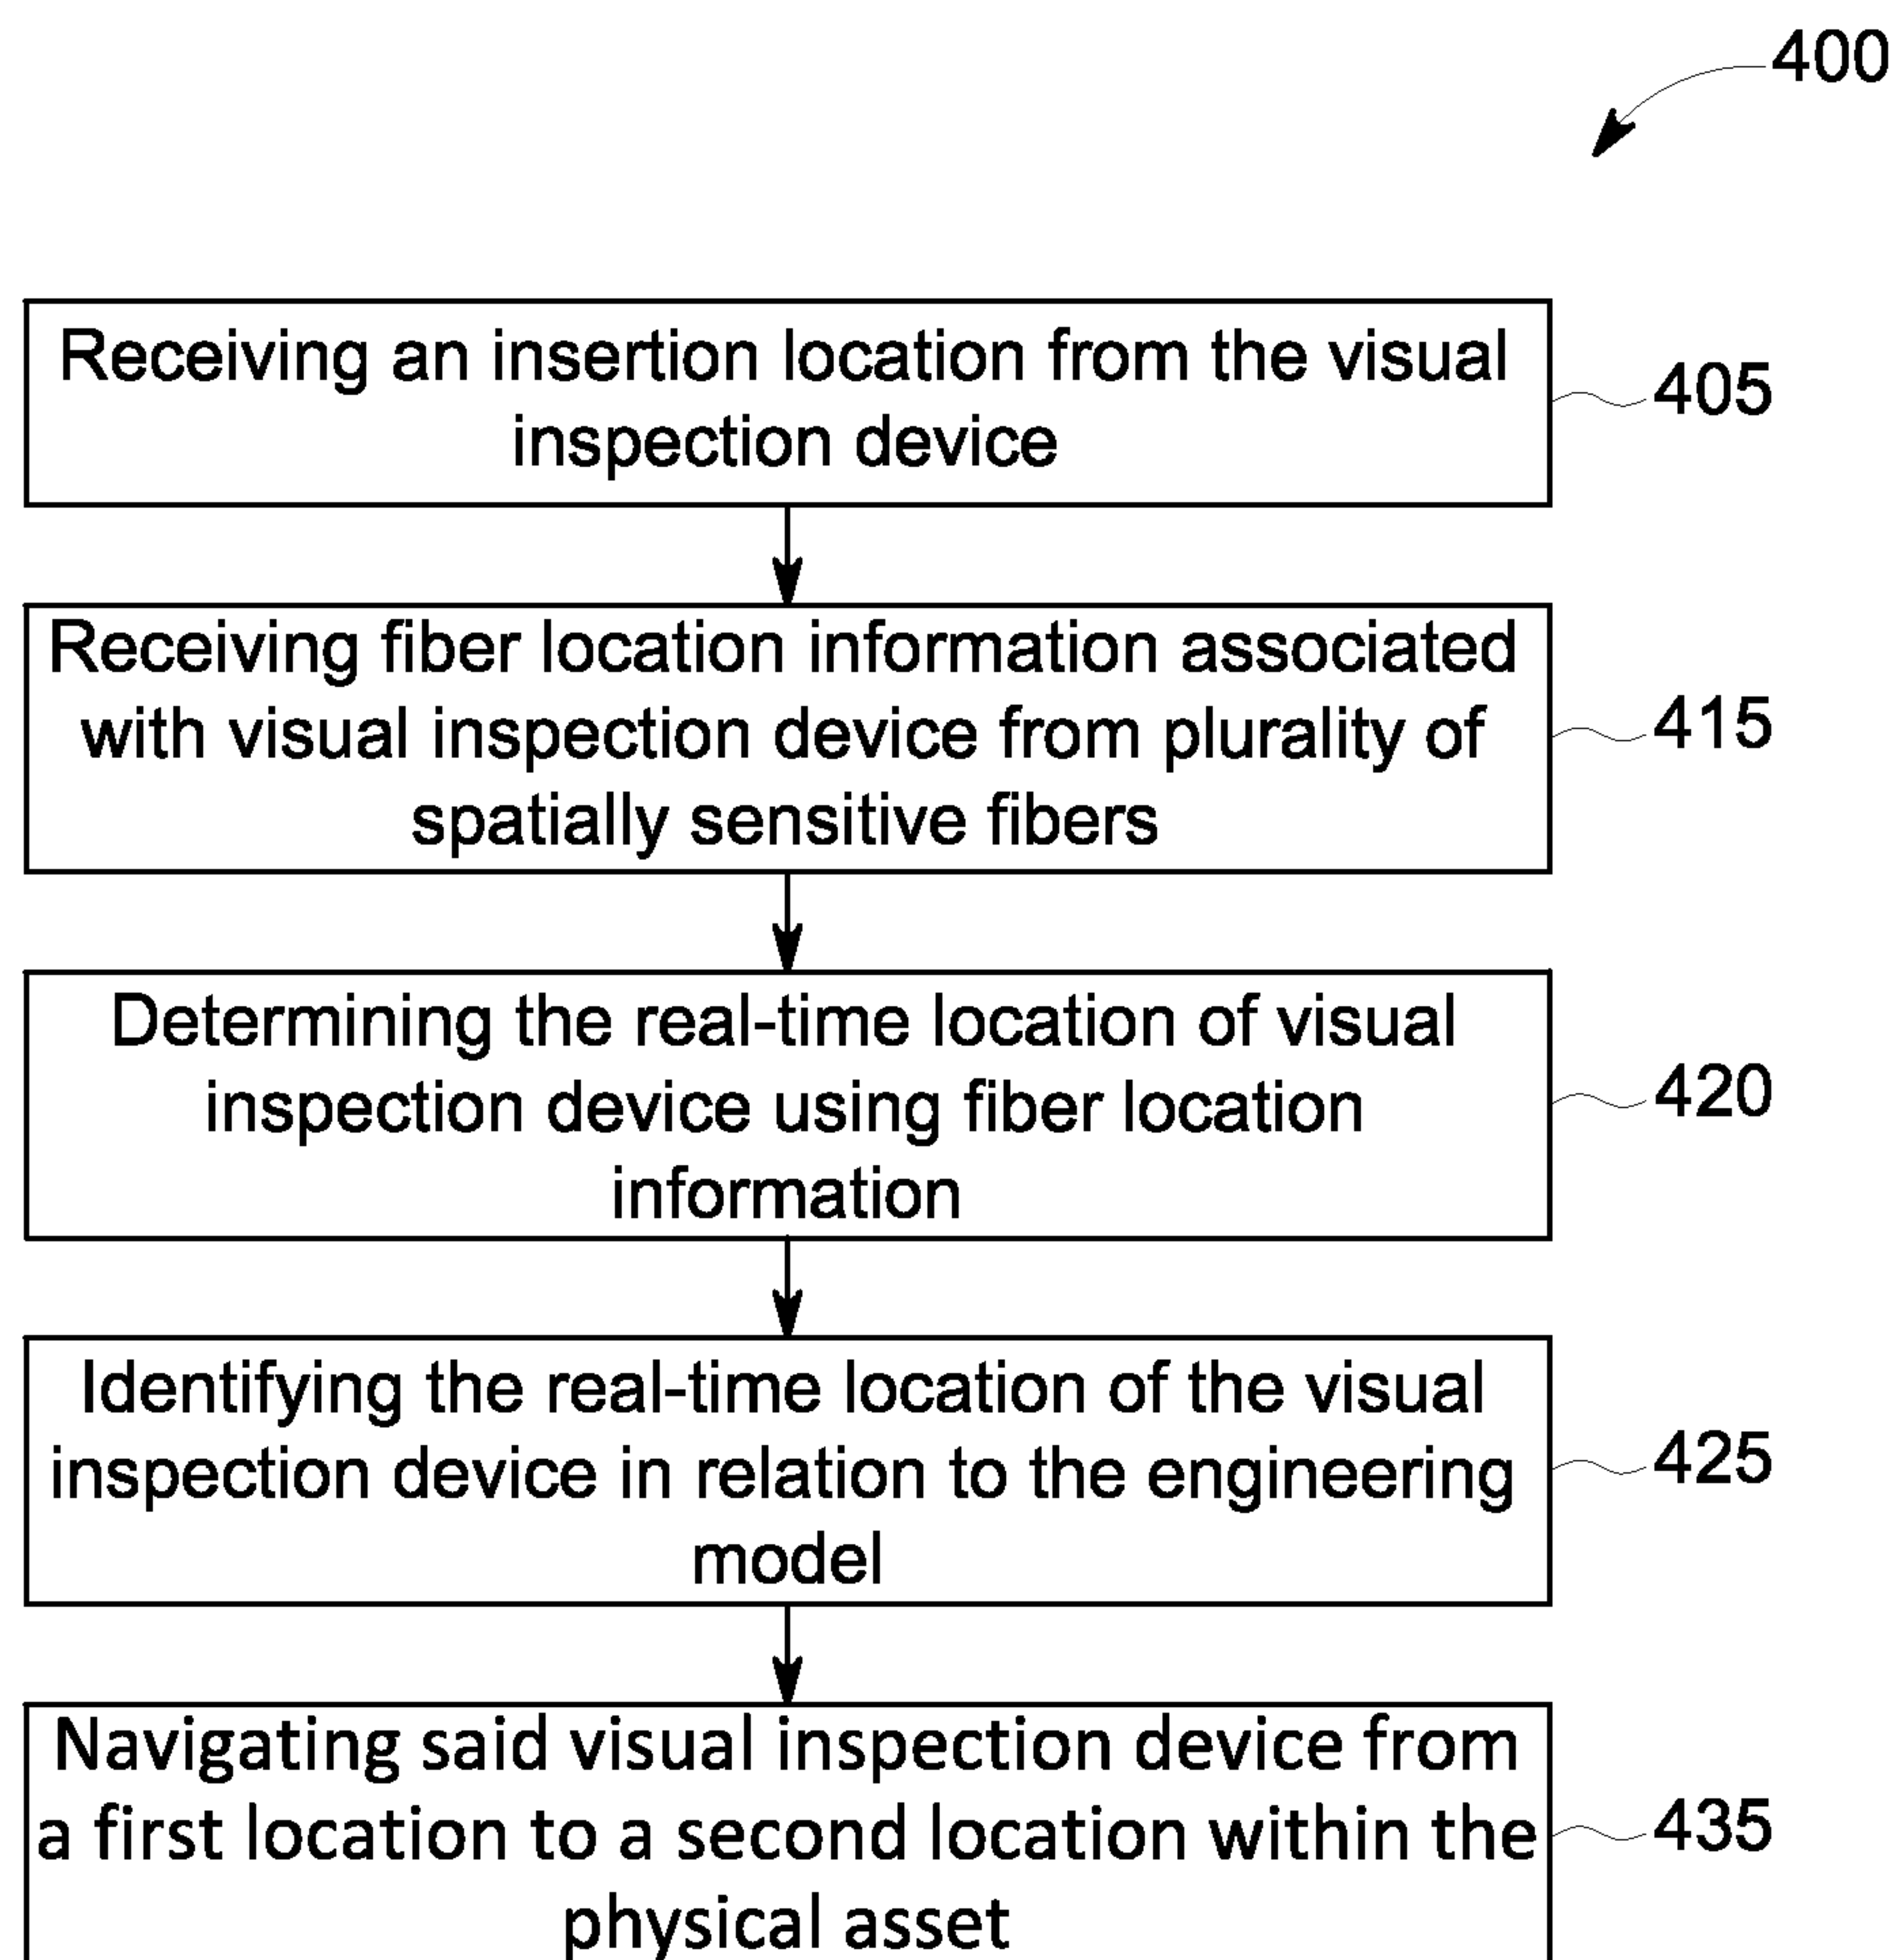 400
Receiving an insertion location from the visual
inspection device
405
Receiving fiber location information associated
with visual inspection device from plurality of
spatially sensitive fibers
415
Determining the real-time location of visual
inspection device using fiber location
information
420
Identifying the real-time location of the visual
inspection device in relation to the engineering
model
425
Navigating said visual inspection device from
a first location to a second location within the
physical asset
435